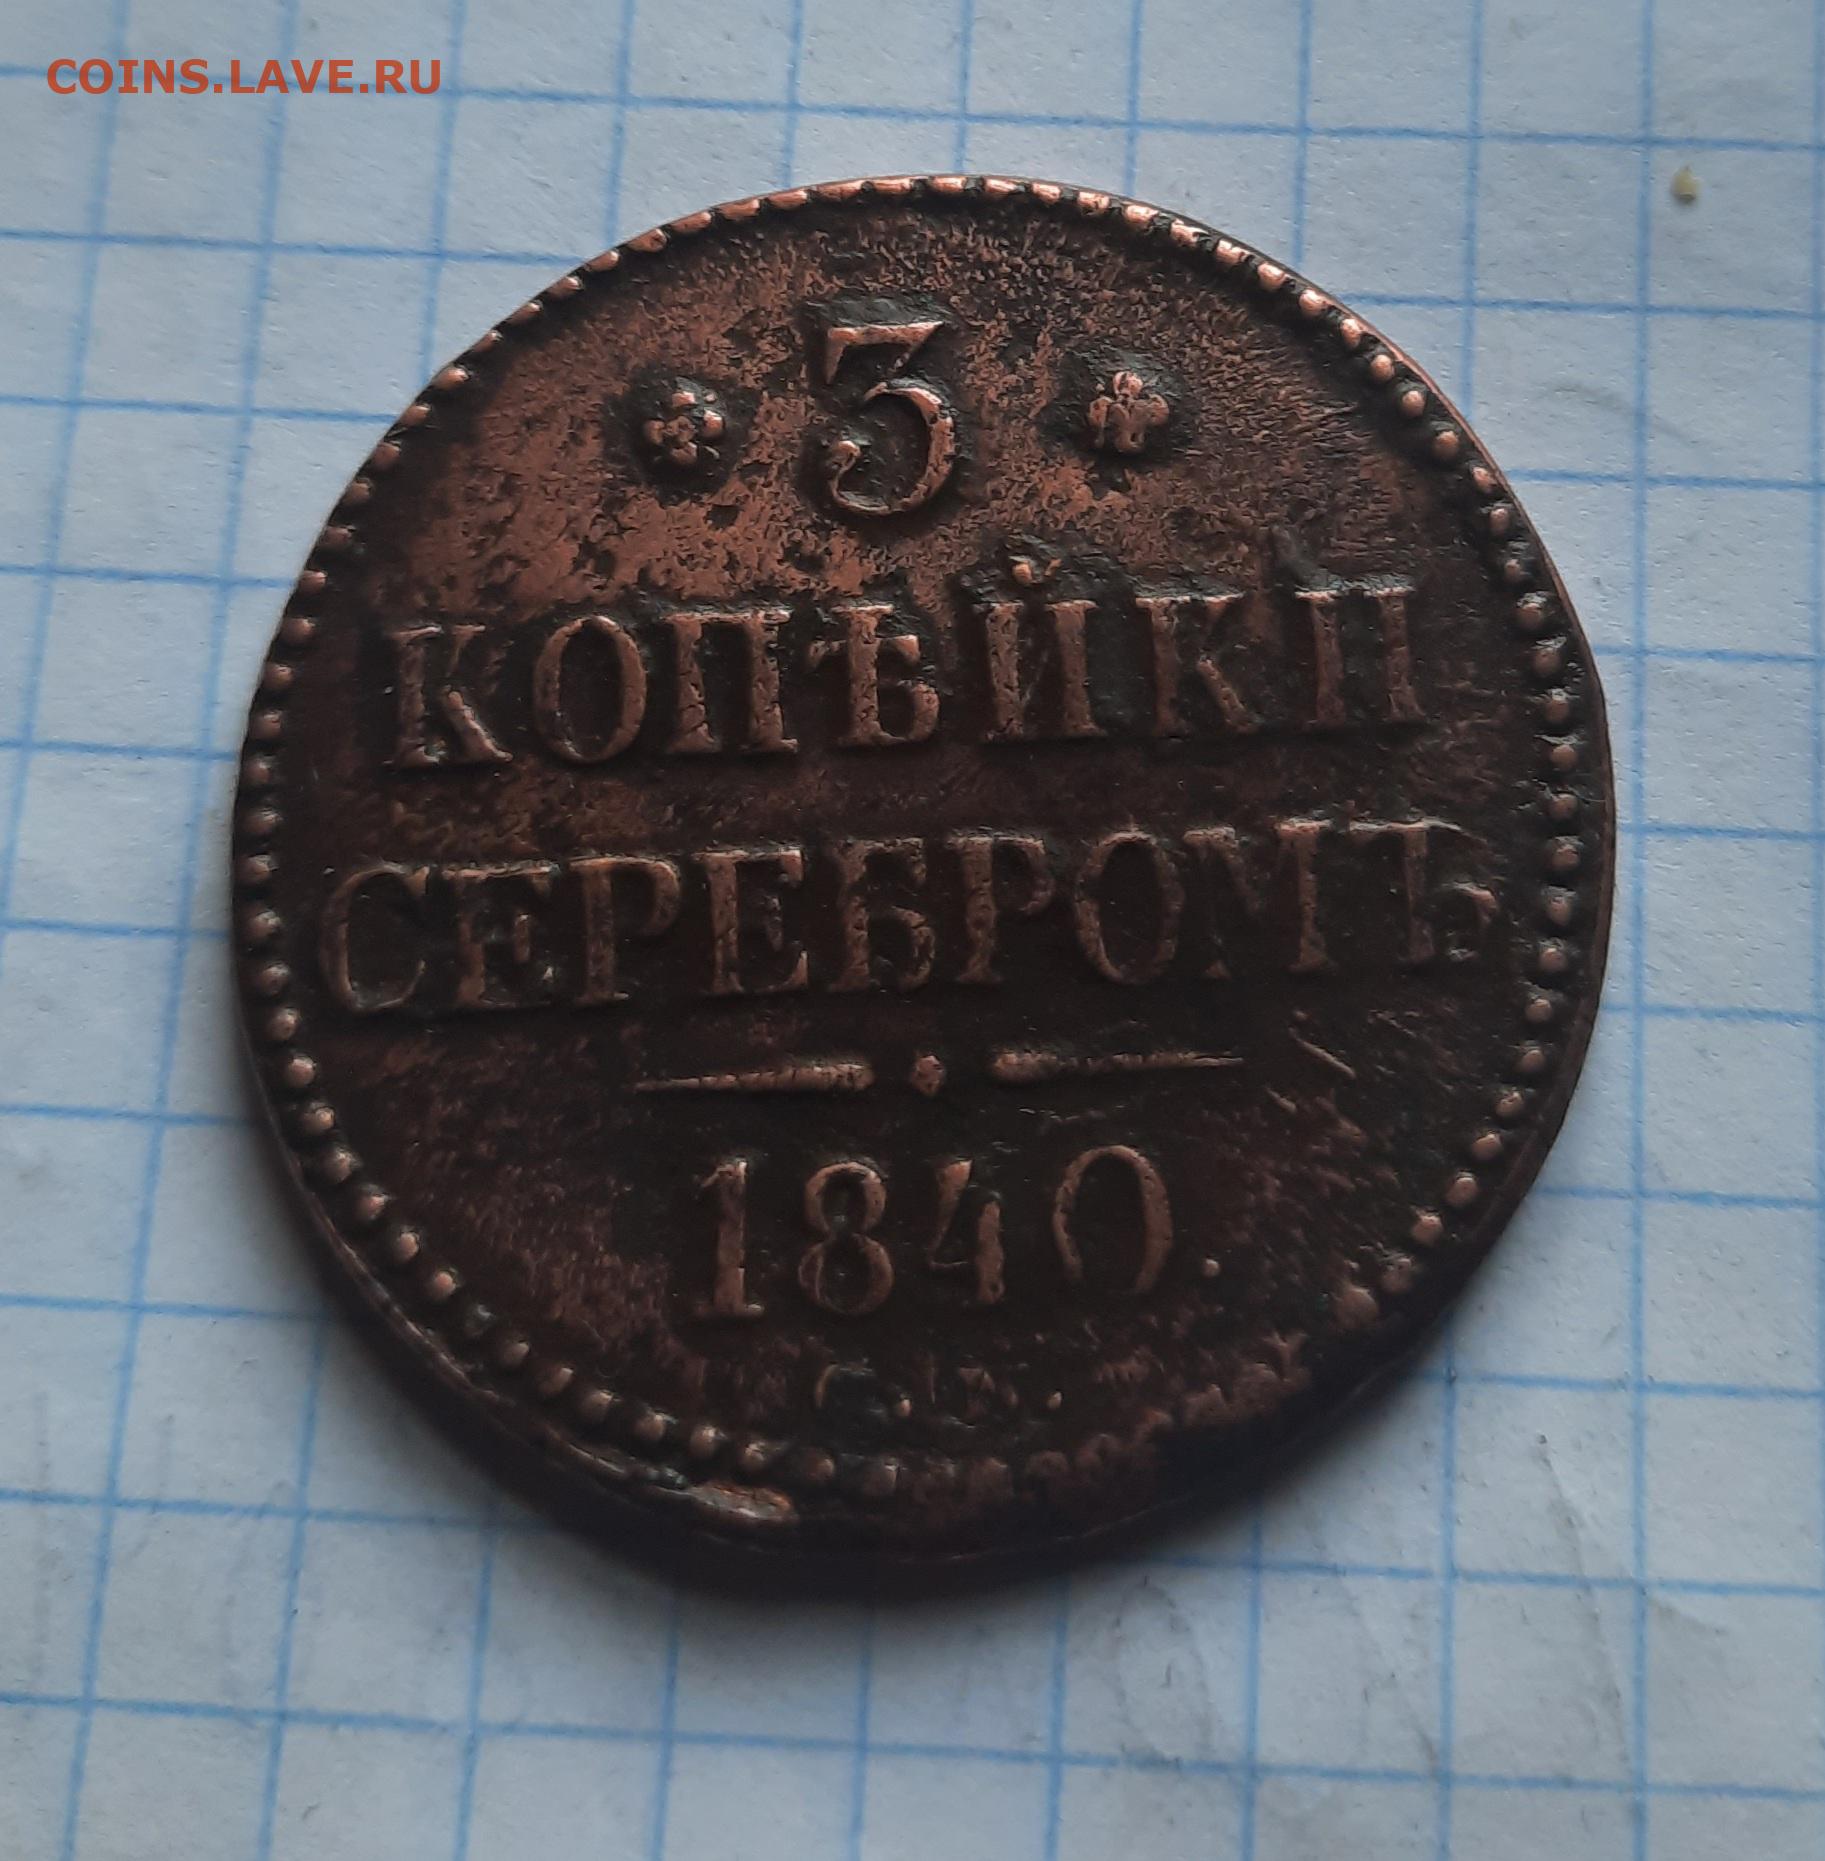 COINS.LAVE.RU
3
КОПѢЙКИ
СЕРЕБРОМЪ
1840.